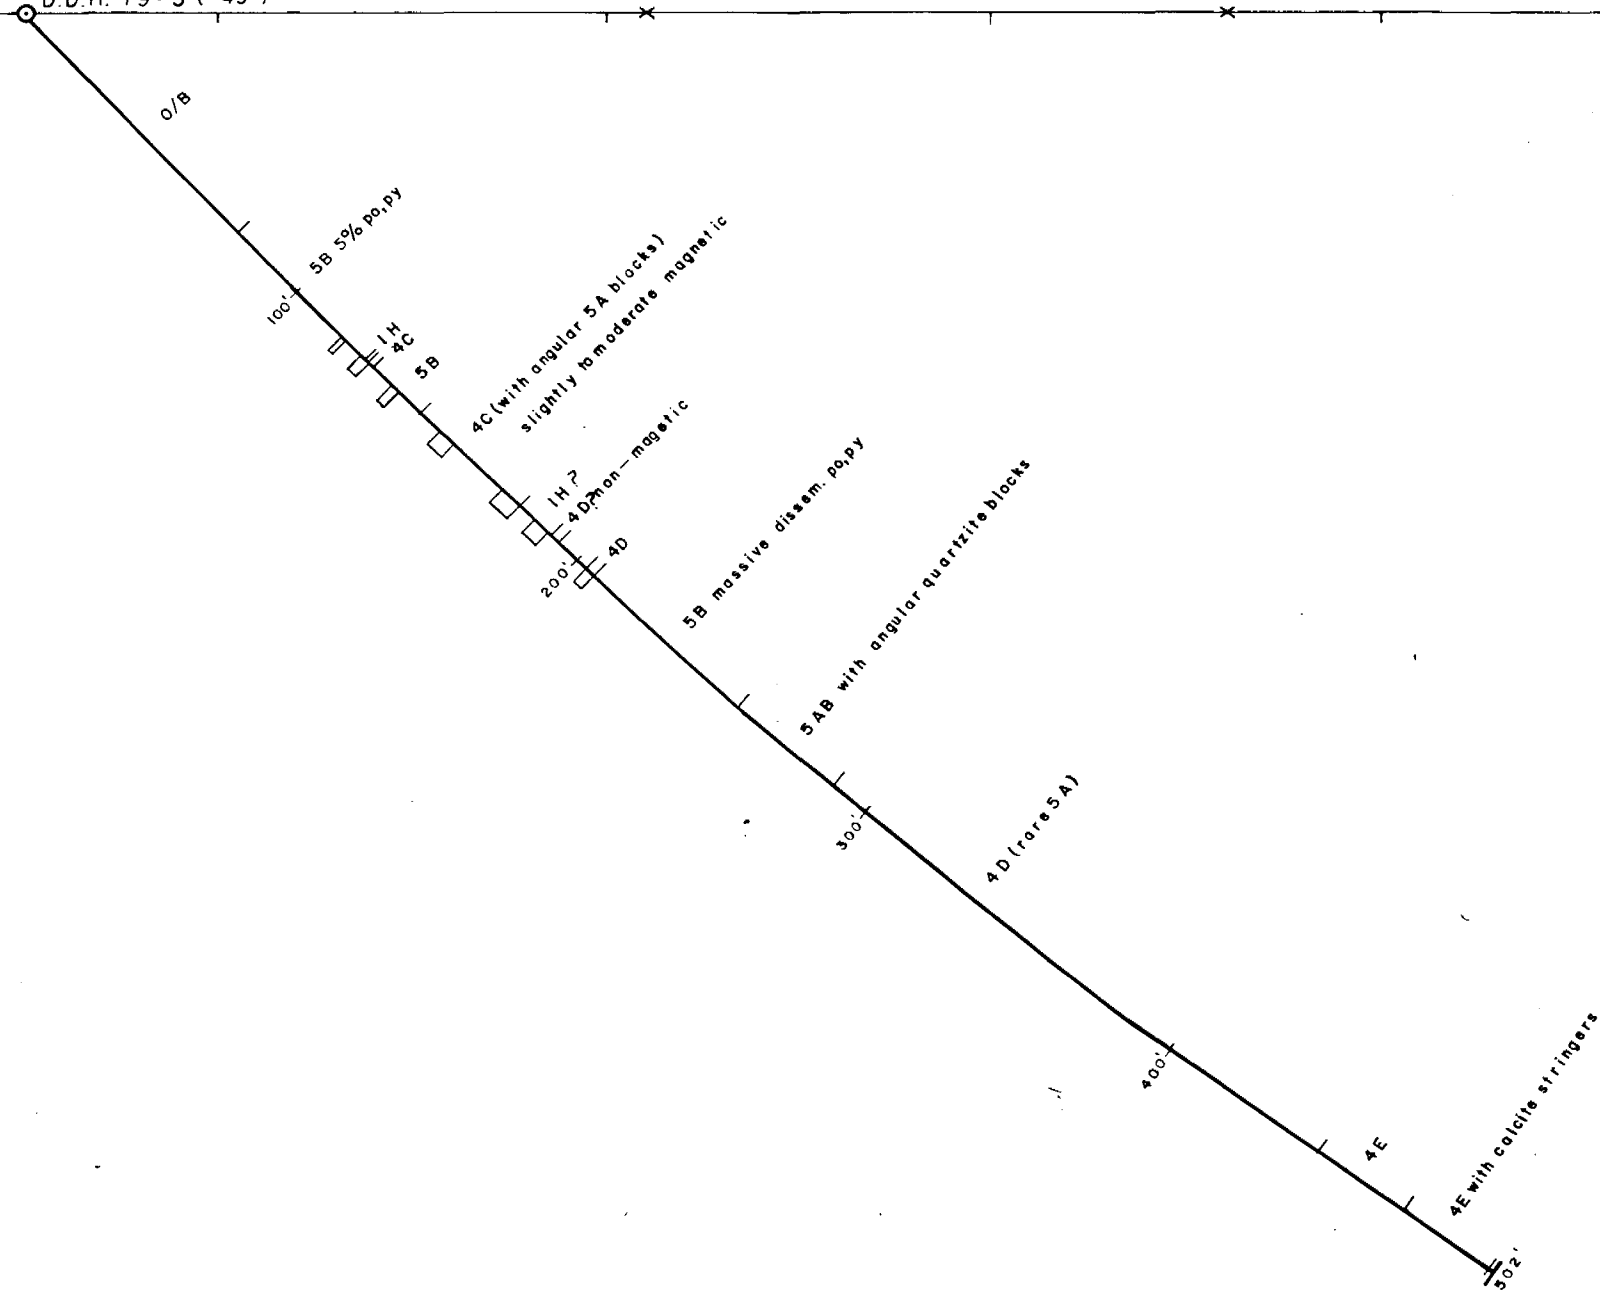 O/B
5B 5% po,py
100'
1H
4C
5B
4C (with angular 5A blocks)
slightly to moderate magnetic
1H ?
4D? non-magetic
200'
4D
5B massive dissem. po,py
5AB with angular quartzite blocks
300'
4D (rare 5A)
400'
4E
4E with calcite stringers
502'